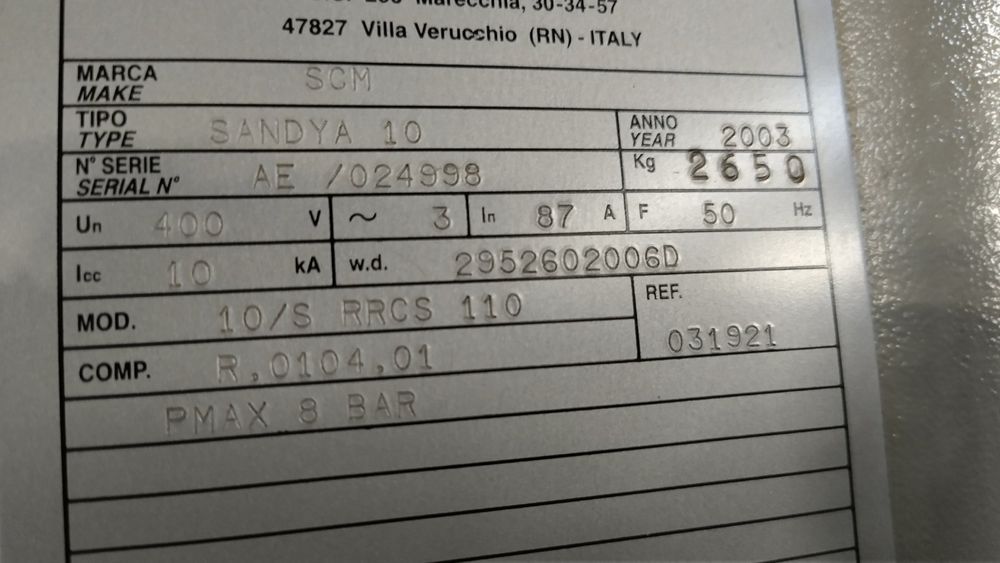 Marecchia, 30-34-57
47827 Villa Verucchio (RN) - ITALY
MARCA
MAKE
SCM
TIPO
TYPE
SANDYA 10
ANNO
YEAR
2003
N° SERIE
SERIAL N°
AE /024998
Kg 2650
Un 400 V ~ 3 In 87 A F 50 Hz
Icc 10 kA w.d. 2952602006D
MOD. 10/S RRCS 110
REF.
031921
COMP. R,0104,01
PMAX 8 BAR